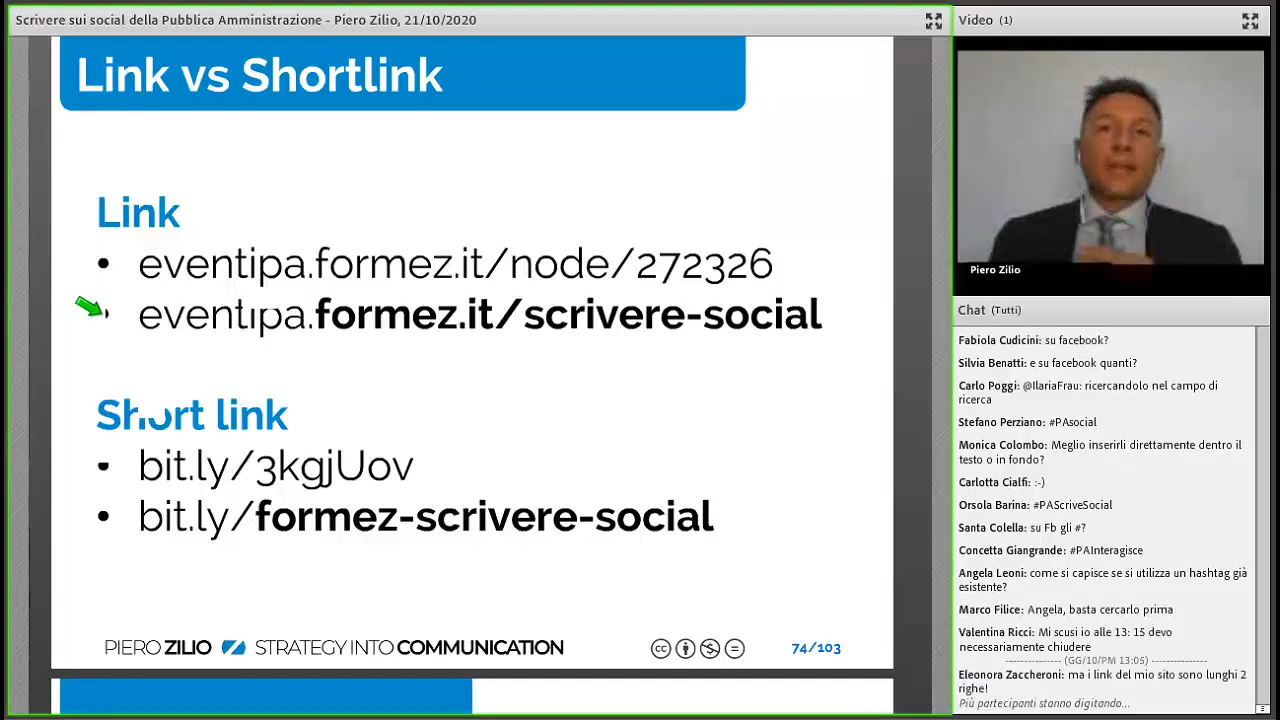 Scrivere sui social della Pubblica Amministrazione - Piero Zilio, 21/10/2020
Link vs Shortlink
Link
• eventipa.formez.it/node/272326
• eventipa.formez.it/scrivere-social
Short link
• bit.ly/3kgjUov
• bit.ly/formez-scrivere-social
PIERO ZILIO STRATEGY INTO COMMUNICATION
cc
74/103
Video (1)
Piero Zilio
Chat (Tutti)
Fabiola Cudicini: su facebook?
Silvia Benatti: e su facebook quanti?
Carlo Poggi: @IlariaFrau: ricercandolo nel campo di
ricerca
Stefano Perziano: #PAsocial
Monica Colombo: Meglio inserirli direttamente dentro il
testo o in fondo?
Carlotta Cialfi: :-)
Orsola Barina: #PAScriveSocial
Santa Colella: su Fb gli #?
Concetta Giangrande: #PAInteragisce
Angela Leoni: come si capisce se si utilizza un hashtag già
esistente?
Marco Filice: Angela, basta cercarlo prima
Valentina Ricci: Mi scusi io alle 13: 15 devo
necessariamente chiudere
--------------- (GG/10/PM 13:05) ---------------
Eleonora Zaccheroni: ma i link del mio sito sono lunghi 2
righe!
Più partecipanti stanno digitando...